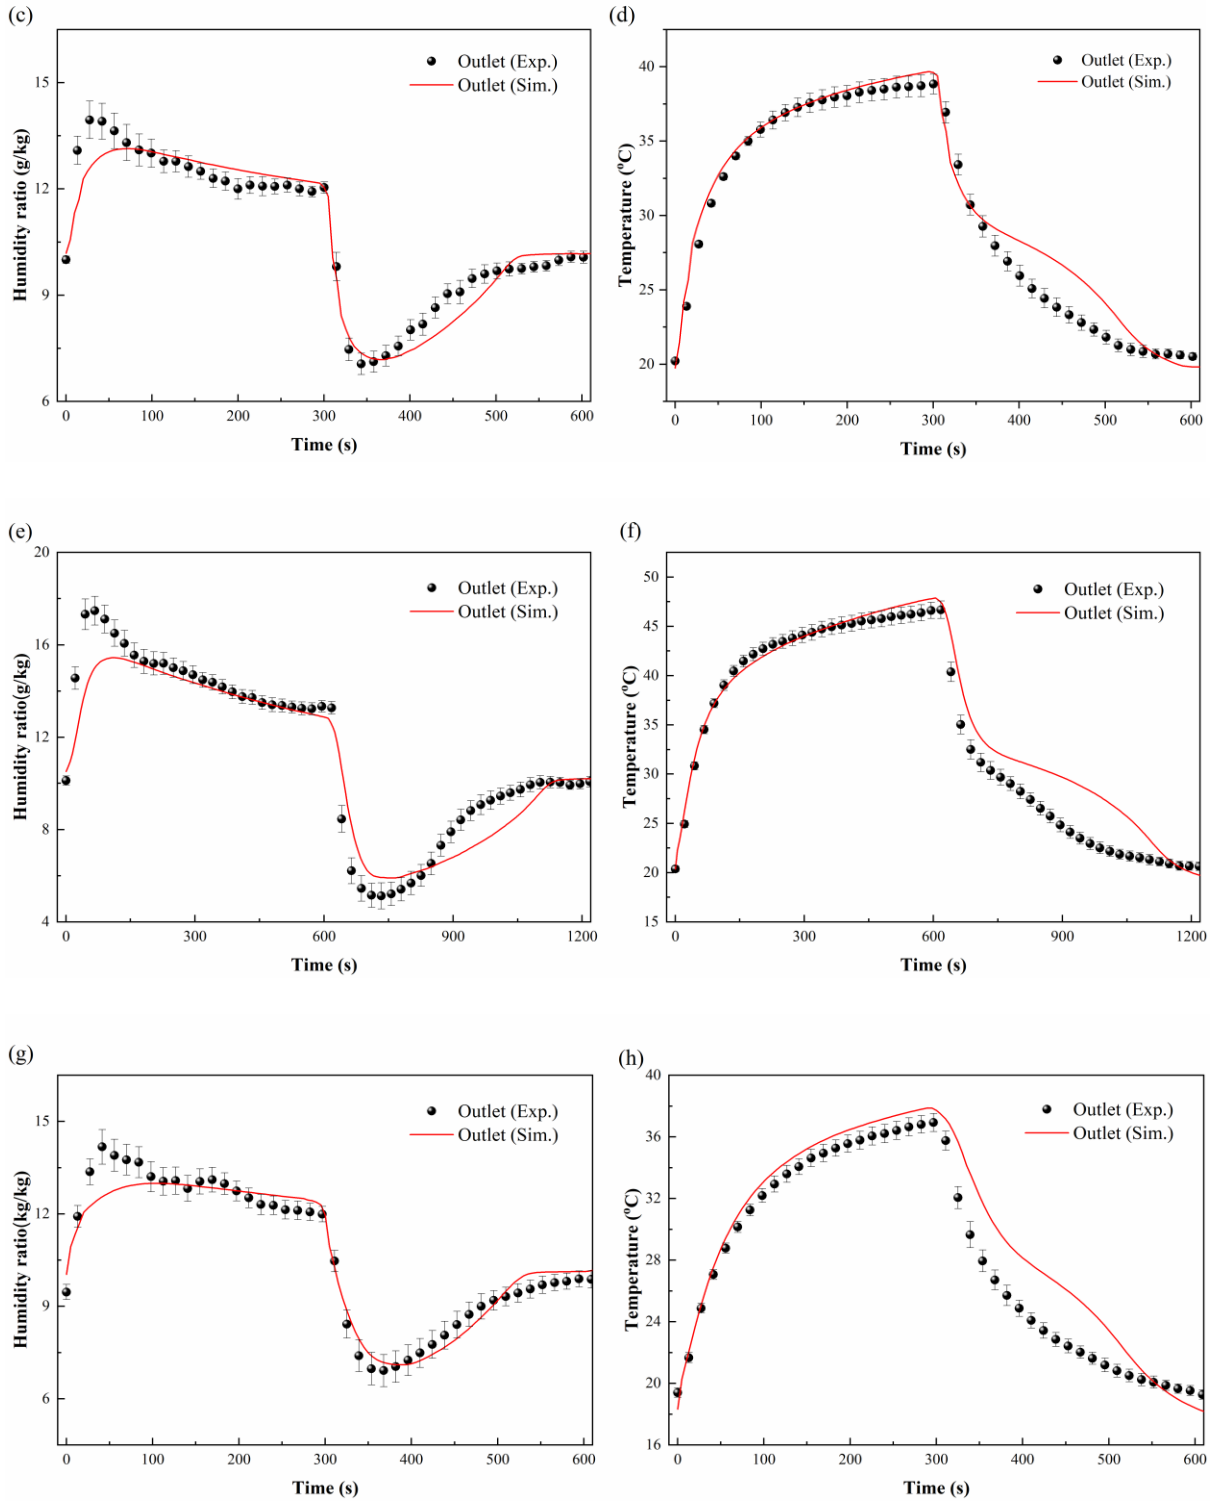 (c)
15
12
9
6
0
100
200
300
400
500
600
Humidity ratio (g/kg)
Time (s)
Outlet (Exp.)
Outlet (Sim.)
(d)
40
35
30
25
20
0
100
200
300
400
500
600
Temperature (°C)
Time (s)
Outlet (Exp.)
Outlet (Sim.)
(e)
20
16
12
8
4
0
300
600
900
1200
Humidity ratio(g/kg)
Time (s)
Outlet (Exp.)
Outlet (Sim.)
(f)
50
45
40
35
30
25
20
15
0
300
600
900
1200
Temperature (°C)
Time (s)
Outlet (Exp.)
Outlet (Sim.)
(g)
15
12
9
6
0
100
200
300
400
500
600
Humidity ratio(kg/kg)
Time (s)
Outlet (Exp.)
Outlet (Sim.)
(h)
40
36
32
28
24
20
16
0
100
200
300
400
500
600
Temperature (°C)
Time (s)
Outlet (Exp.)
Outlet (Sim.)